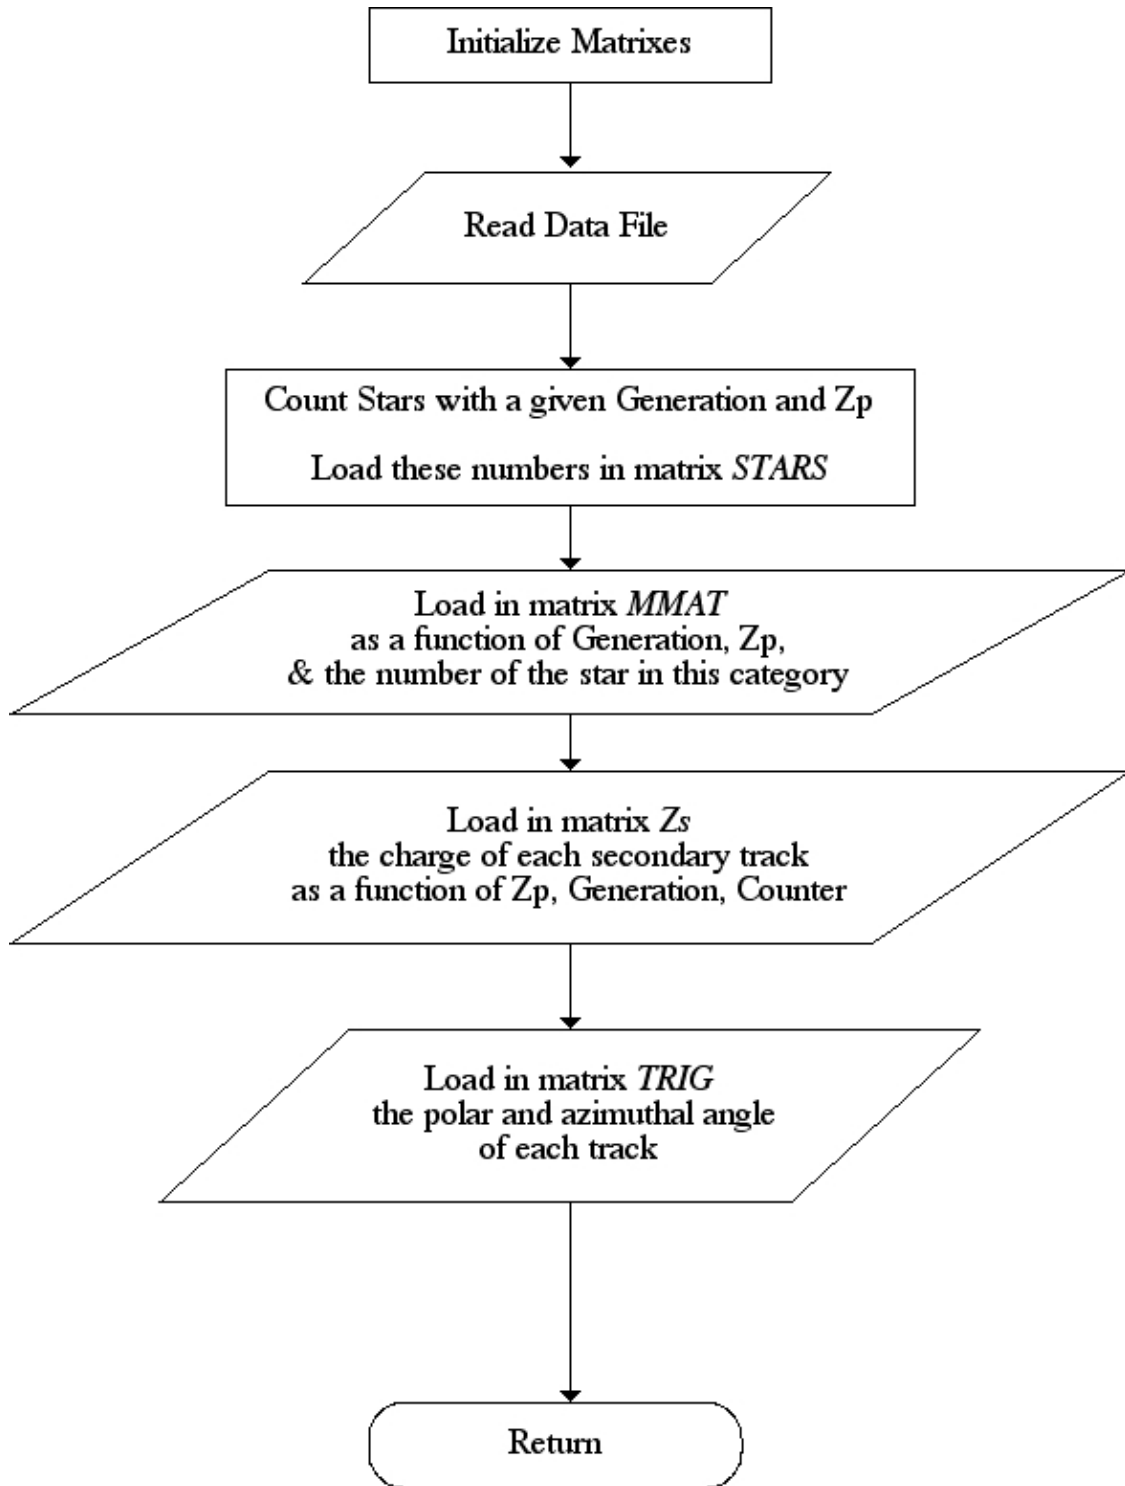 Initialize Matrixes
Read Data File
Count Stars with a given Generation and Zp
Load these numbers in matrix STARS
Load in matrix MMAT
as a function of Generation, Zp,
& the number of the star in this category
Load in matrix Zs
the charge of each secondary track
as a function of Zp, Generation, Counter
Load in matrix TRIG
the polar and azimuthal angle
of each track
Return